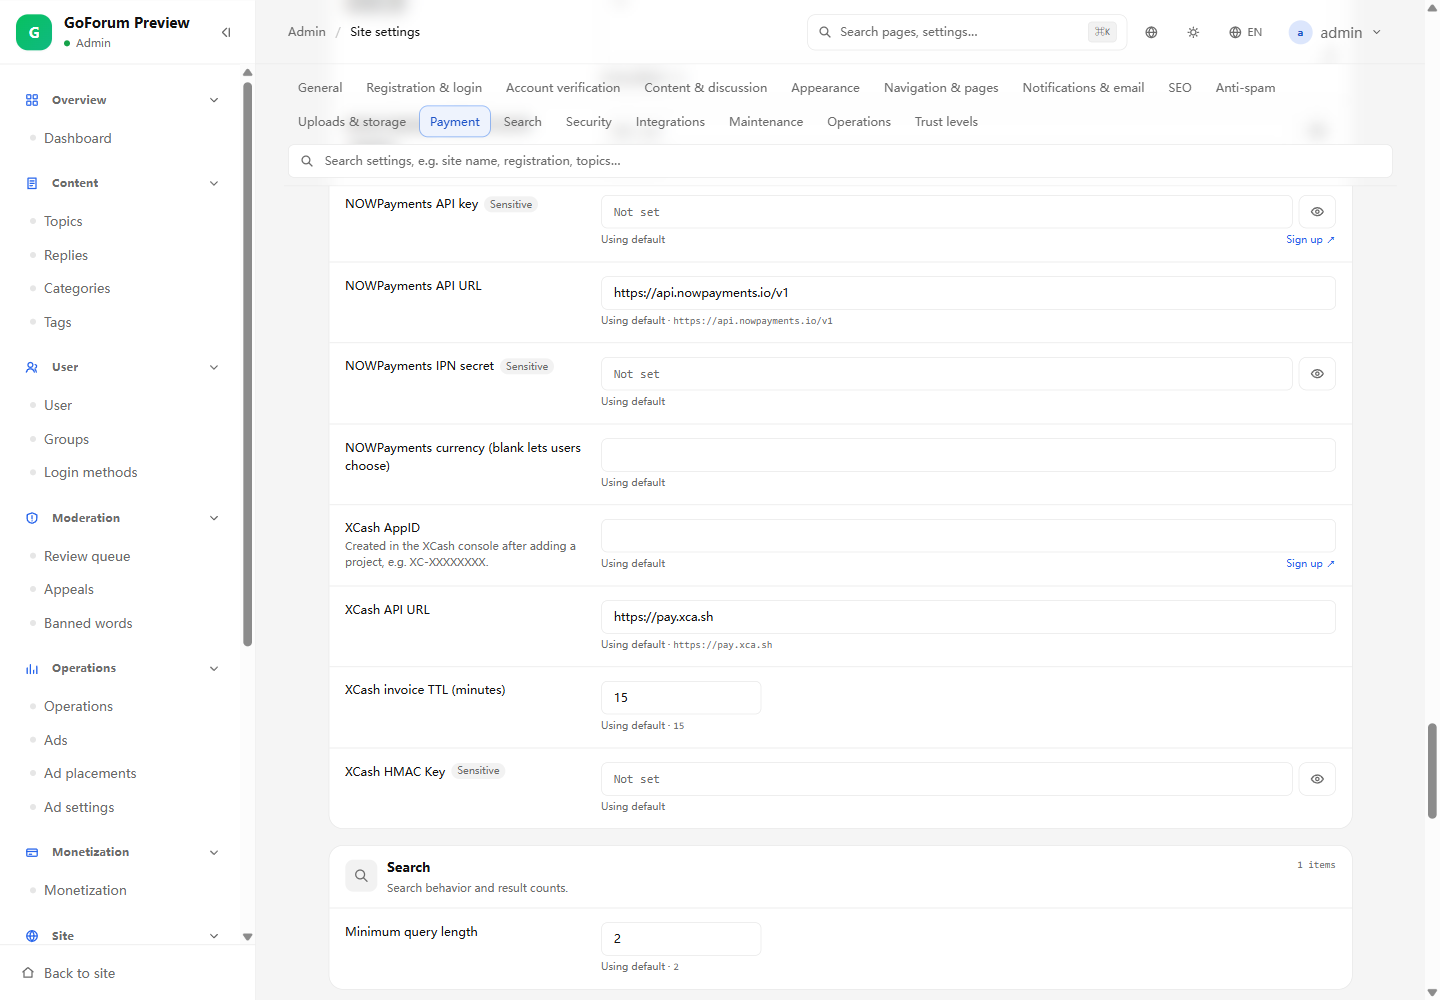 G
GoForum Preview
Admin
Admin / Site settings
Search pages, settings...
⌘K
EN
a
admin
General
Registration & login
Account verification
Content & discussion
Appearance
Navigation & pages
Notifications & email
SEO
Anti-spam
Uploads & storage
Payment
Search
Security
Integrations
Maintenance
Operations
Trust levels
Search settings, e.g. site name, registration, topics...
Overview
Dashboard
Content
Topics
Replies
Categories
Tags
User
User
Groups
Login methods
Moderation
Review queue
Appeals
Banned words
Operations
Operations
Ads
Ad placements
Ad settings
Monetization
Monetization
Site
Back to site
NOWPayments API key Sensitive
Not set
Using default
Sign up ↗
NOWPayments API URL
https://api.nowpayments.io/v1
Using default · https://api.nowpayments.io/v1
NOWPayments IPN secret Sensitive
Not set
Using default
NOWPayments currency (blank lets users
choose)
Using default
XCash AppID
Created in the XCash console after adding a
project, e.g. XC-XXXXXXXX.
Using default
Sign up ↗
XCash API URL
https://pay.xca.sh
Using default · https://pay.xca.sh
XCash invoice TTL (minutes)
15
Using default · 15
XCash HMAC Key Sensitive
Not set
Using default
Search
Search behavior and result counts.
1 items
Minimum query length
2
Using default · 2